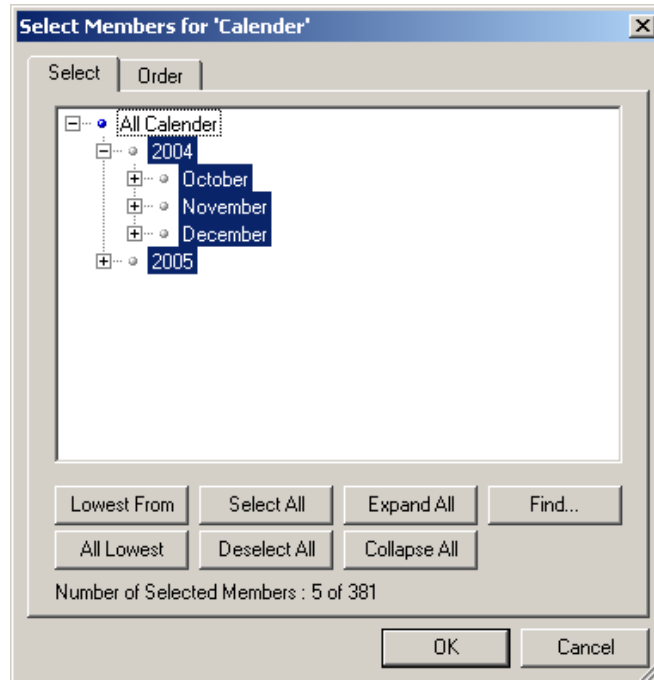 Select Members for 'Calender'
Select Order
All Calender
2004
October
November
December
2005
Lowest From Select All Expand All Find...
All Lowest Deselect All Collapse All
Number of Selected Members : 5 of 381
OK Cancel